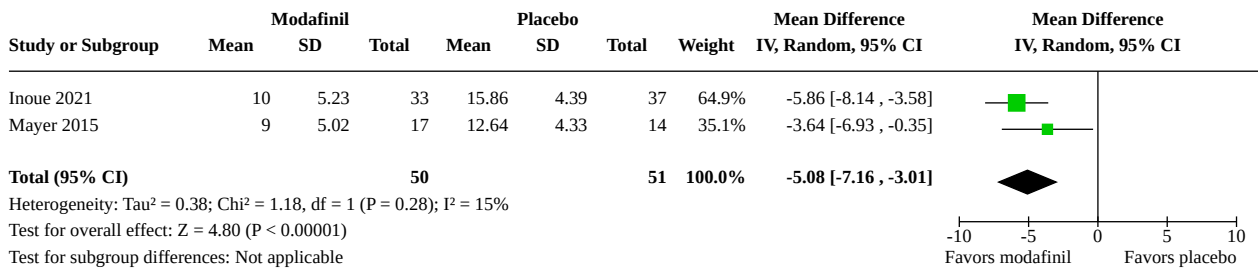 Modafinil Placebo Mean Difference Mean Difference
Study or Subgroup Mean SD Total Mean SD Total Weight IV, Random, 95% CI IV, Random, 95% CI
Inoue 2021 10 5.23 33 15.86 4.39 37 64.9% -5.86 [-8.14 , -3.58]
Mayer 2015 9 5.02 17 12.64 4.33 14 35.1% -3.64 [-6.93 , -0.35]
Total (95% CI) 50 51 100.0% -5.08 [-7.16 , -3.01]
Heterogeneity: Tau² = 0.38; Chi² = 1.18, df = 1 (P = 0.28); I² = 15%
Test for overall effect: Z = 4.80 (P < 0.00001) -10 -5 0 5 10
Test for subgroup differences: Not applicable Favors modafinil Favors placebo